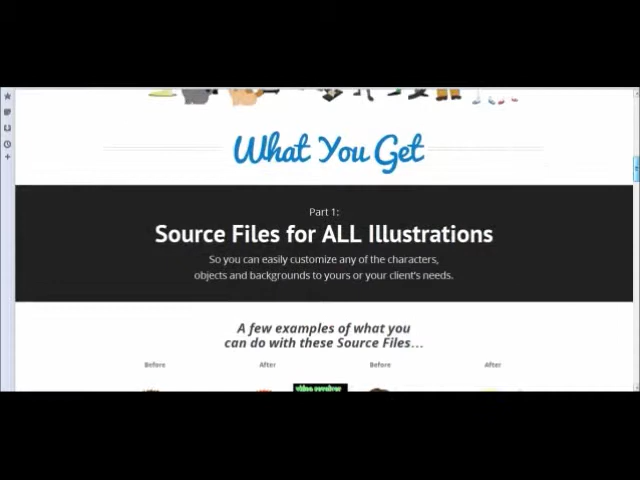 What You Get
Part 1:
Source Files for ALL Illustrations
So you can easily customize any of the characters,
objects and backgrounds to yours or your client's needs.
A few examples of what you
can do with these Source Files...
Before After Before After